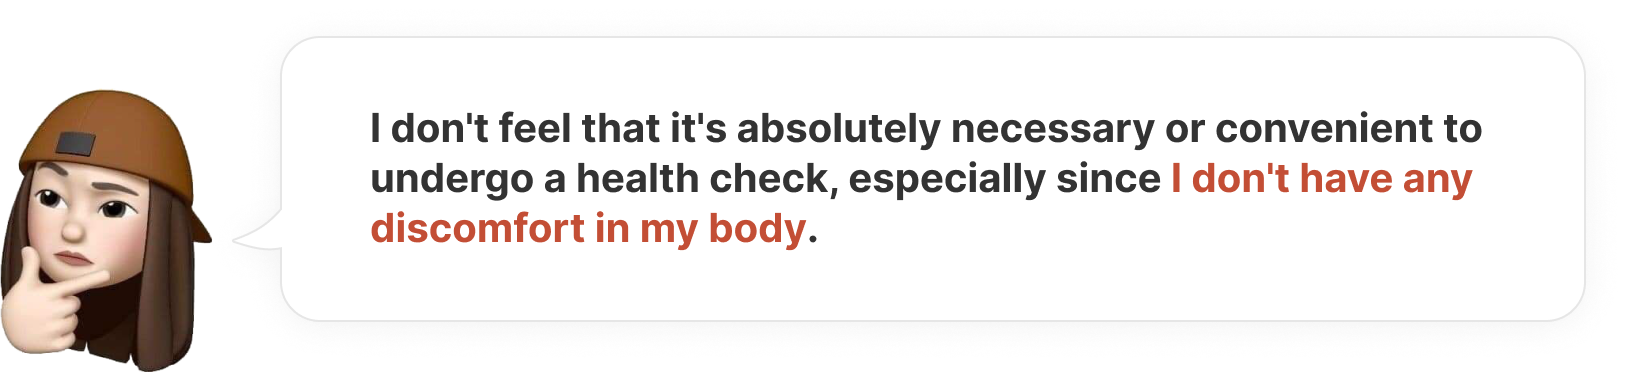 I don't feel that it's absolutely necessary or convenient to
undergo a health check, especially since I don't have any
discomfort in my body.